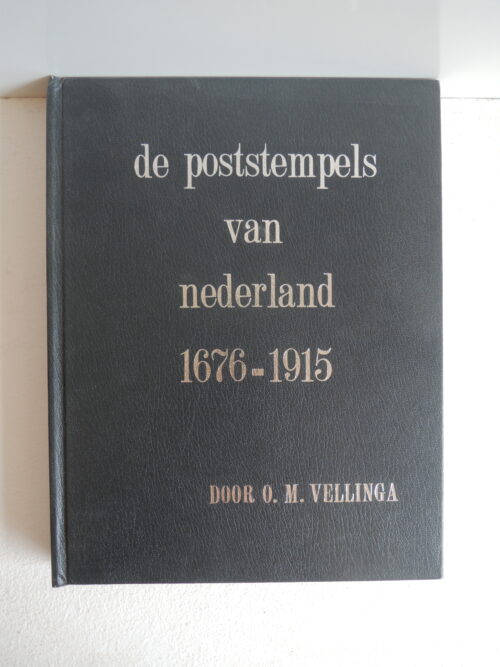 de poststempels
van
nederland
1676-1915
DOOR O. M. VELLINGA